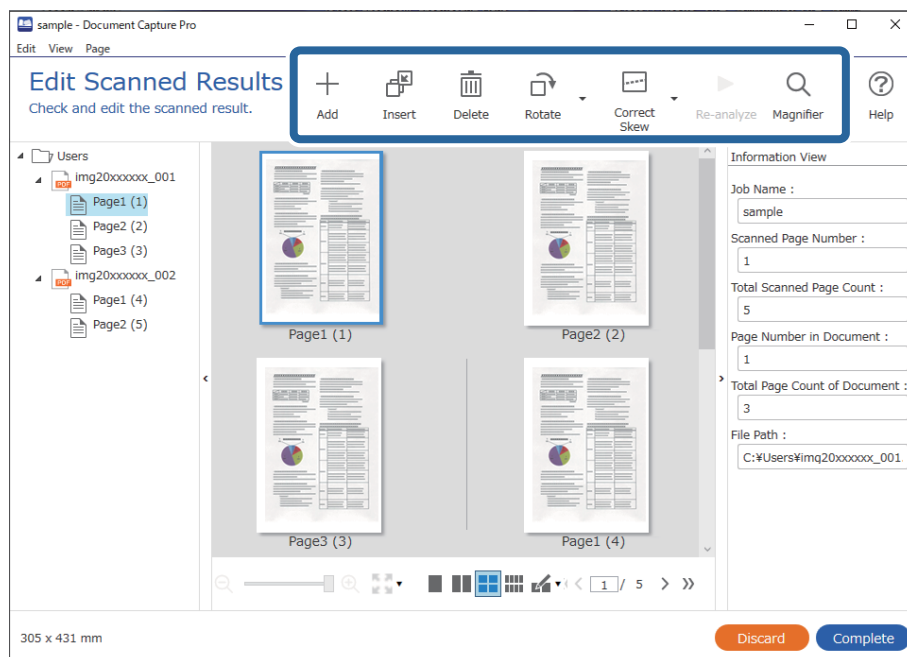 sample - Document Capture Pro
Edit View Page
Edit Scanned Results
Check and edit the scanned result.
Add
Insert
Delete
Rotate
Correct
Skew
Re-analyze
Magnifier
Help
Users
img20xxxxxx_001
PDF
Page1 (1)
Page2 (2)
Page3 (3)
img20xxxxxx_002
PDF
Page1 (4)
Page2 (5)
Page1 (1)
Page2 (2)
Page3 (3)
Page1 (4)
1 / 5
Information View
Job Name :
sample
Scanned Page Number :
1
Total Scanned Page Count :
5
Page Number in Document :
1
Total Page Count of Document :
3
File Path :
C:¥Users¥img20xxxxxx_001
305 x 431 mm
Discard
Complete